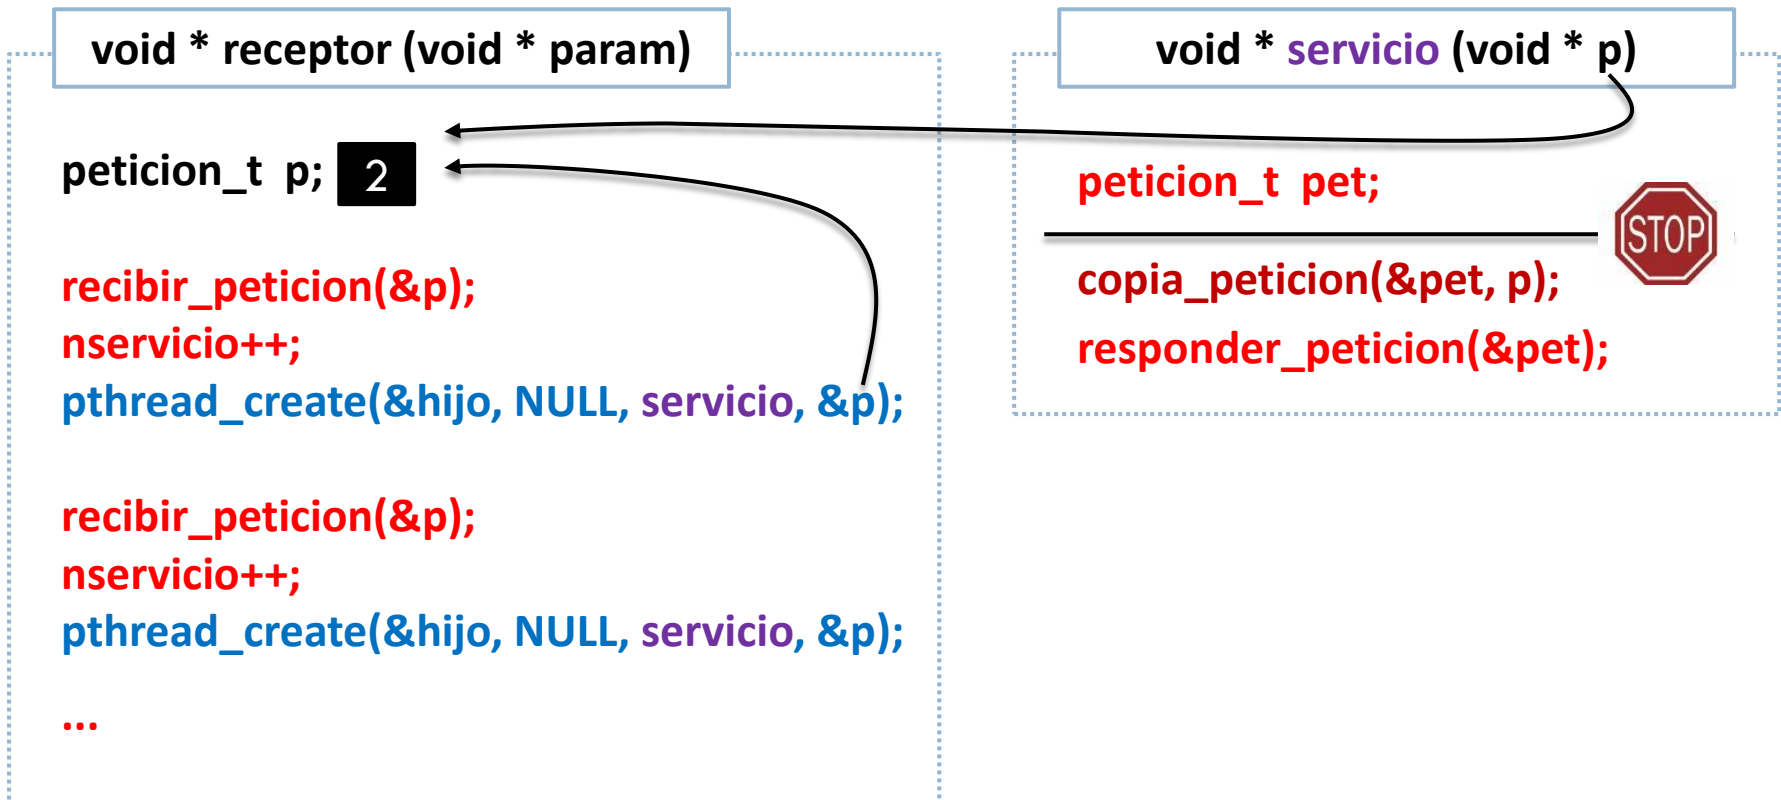 void * receptor (void * param)
peticion_t p; 2
recibir_peticion(&p);
nservicio++;
pthread_create(&hijo, NULL, servicio, &p);
recibir_peticion(&p);
nservicio++;
pthread_create(&hijo, NULL, servicio, &p);
...
void * servicio (void * p)
peticion_t pet;
STOP
copia_peticion(&pet, p);
responder_peticion(&pet);